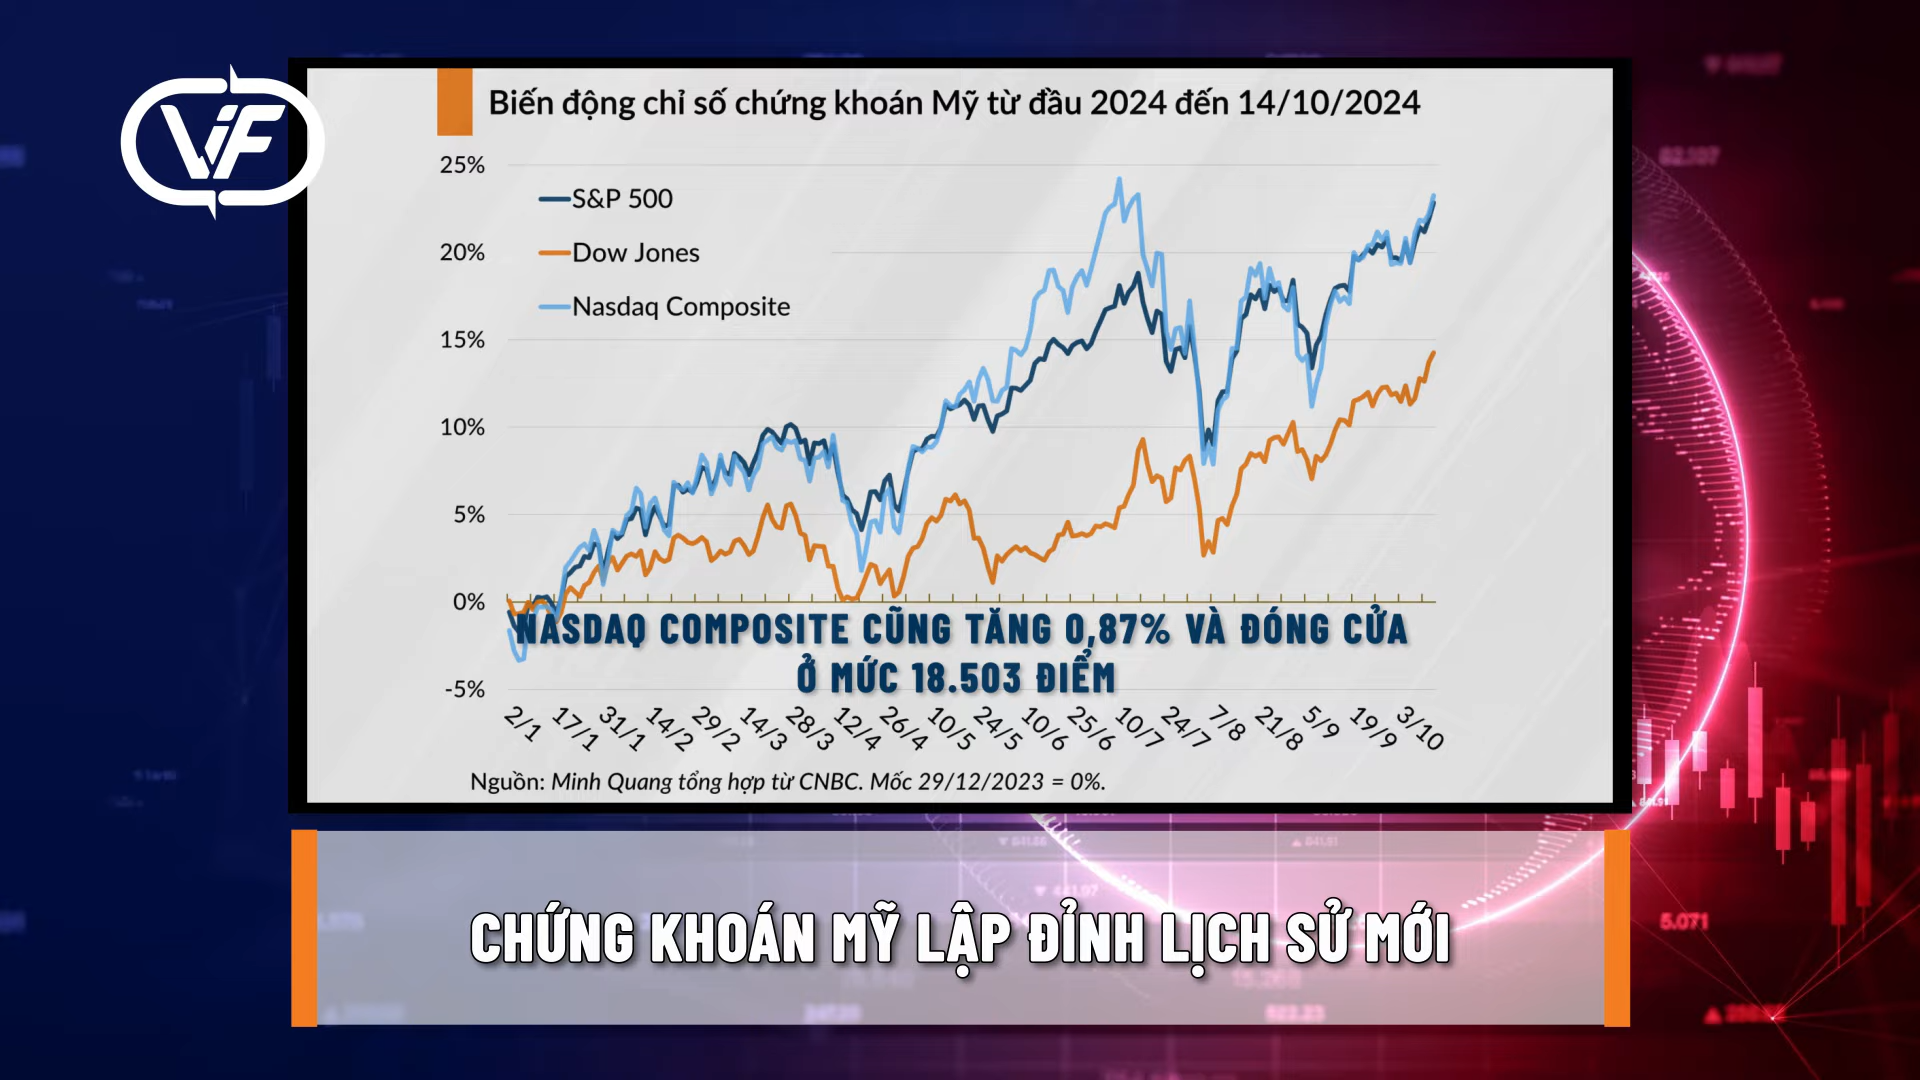 VIF
Biến động chỉ số chứng khoán Mỹ từ đầu 2024 đến 14/10/2024
25%
S&P 500
20%
Dow Jones
Nasdaq Composite
15%
10%
5%
0%
NASDAQ COMPOSITE CŨNG TĂNG 0,87% VÀ ĐÓNG CỬA
Ở MỨC 18.503 ĐIỂM
-5%
2/1 17/1 31/1 14/2 29/2 14/3 28/3 12/4 26/4 10/5 24/5 10/6 25/6 10/7 24/7 7/8 21/8 5/9 19/9 3/10
Nguồn: Minh Quang tổng hợp từ CNBC. Mốc 29/12/2023 = 0%.
CHỨNG KHOÁN MỸ LẬP ĐỈNH LỊCH SỬ MỚI
5.071